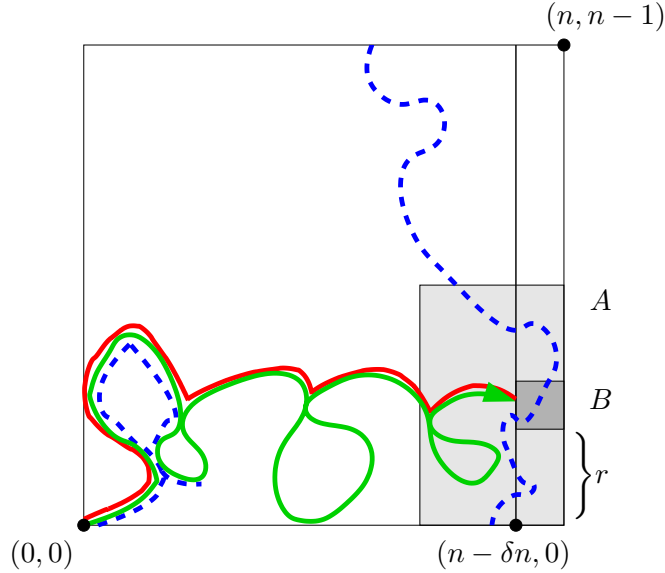 (n, n − 1)
A
B
r
(0, 0)
(n − δn, 0)